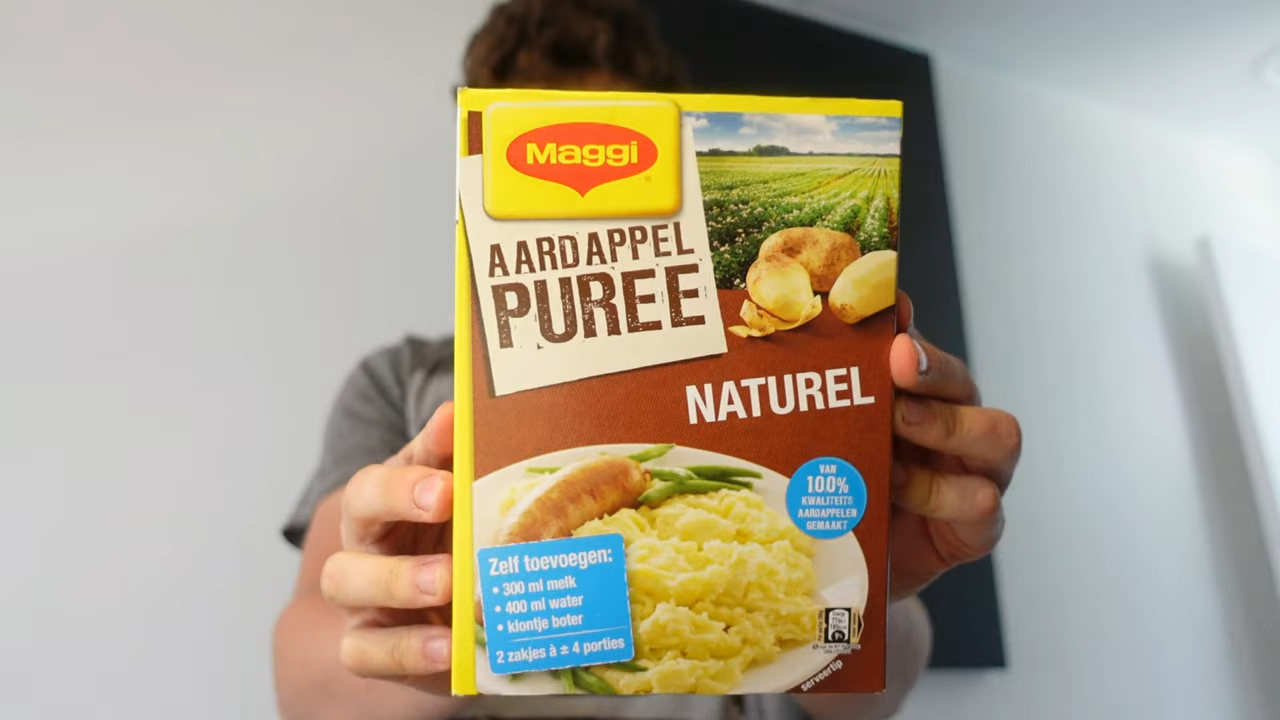 Maggi
AARDAPPEL
PUREE
NATUREL
VAN
100%
KWALITEITS
AARDAPPELEN
GEMAAKT
Zelf toevoegen:
• 300 ml melk
• 400 ml water
• klontje boter
2 zakjes à ± 4 porties
serveertip